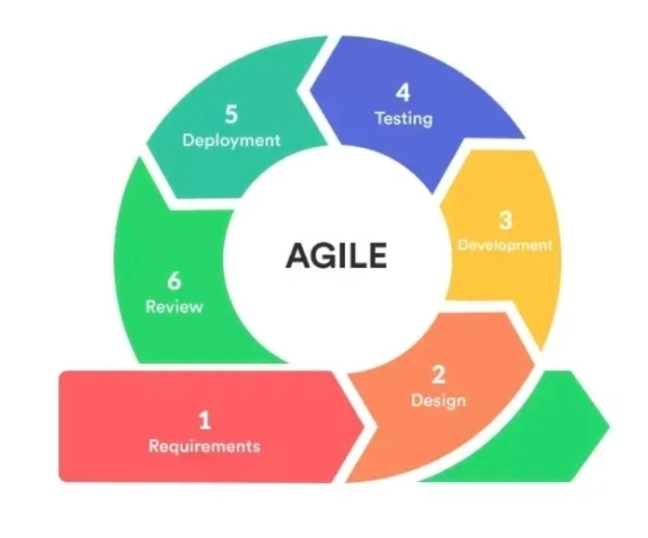 AGILE
1
Requirements
2
Design
3
Development
4
Testing
5
Deployment
6
Review